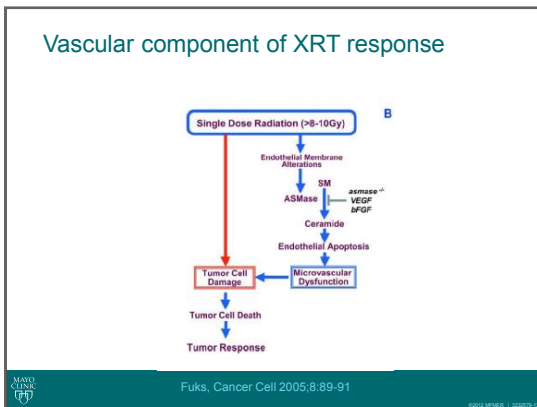 Vascular component of XRT response
B
Single Dose Radiation (>8-10Gy)
Endothelial Membrane
Alterations
SM
ASMase
asmase -/-
VEGF
bFGF
Ceramide
Endothelial Apoptosis
Tumor Cell
Damage
Microvascular
Dysfunction
Tumor Cell Death
Tumor Response
MAYO
CLINIC
Fuks, Cancer Cell 2005;8:89-91
©2012 MFMER |